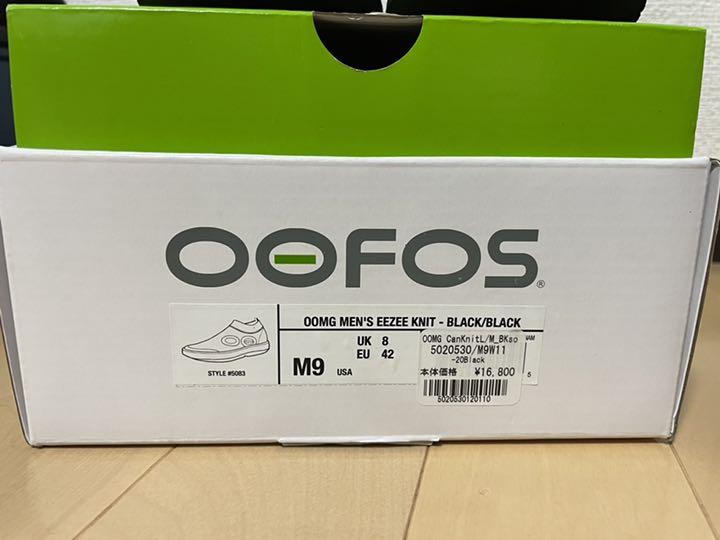 OOFOS®
OOMG MEN'S EEZEE KNIT - BLACK/BLACK
STYLE #5083
M9 USA
UK 8
EU 42
OOMG CanKnitL/M_BKso
5020530/M9W11
-20Black
本体価格 ¥16,800
5020530120110
5